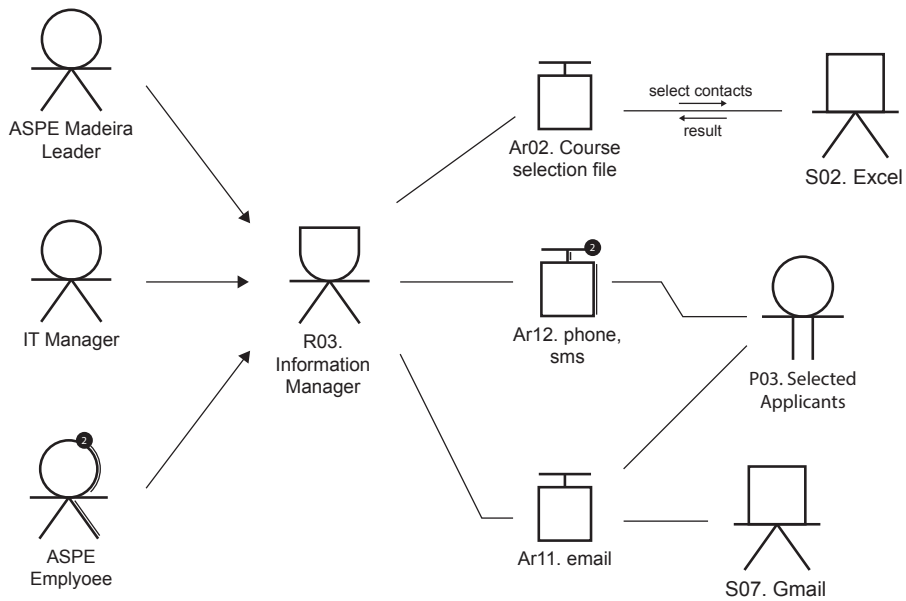 ASPE Madeira
Leader
IT Manager
2
ASPE
Emplyoee
R03.
Information
Manager
Ar02. Course
selection file
select contacts
result
S02. Excel
2
Ar12. phone,
sms
P03. Selected
Applicants
Ar11. email
S07. Gmail